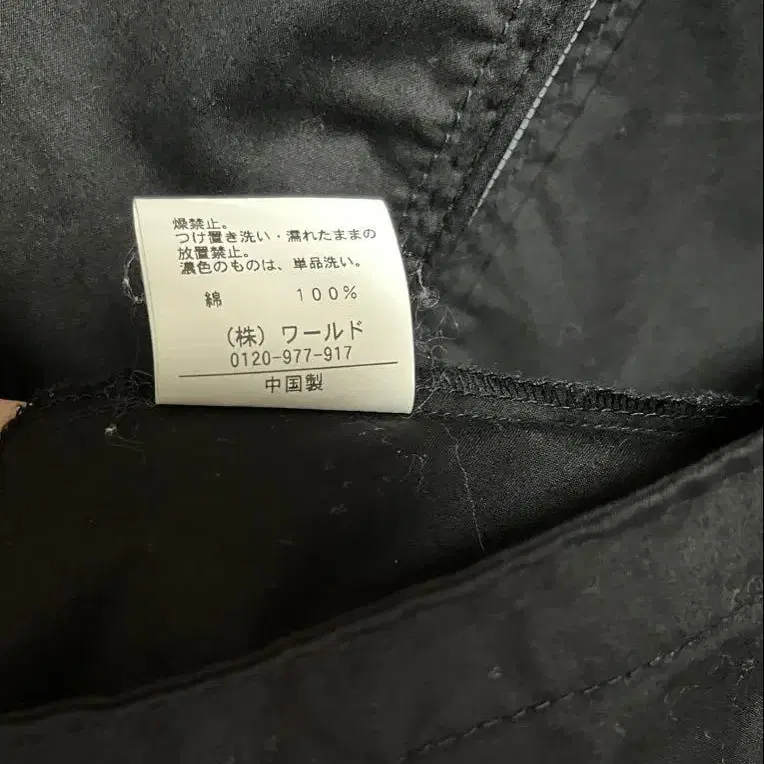 燥禁止。
つけ置き洗い・濡れたままの
放置禁止。
濃色のものは、単品洗い。
綿 100%
(株) ワールド
0120-977-917
中国製